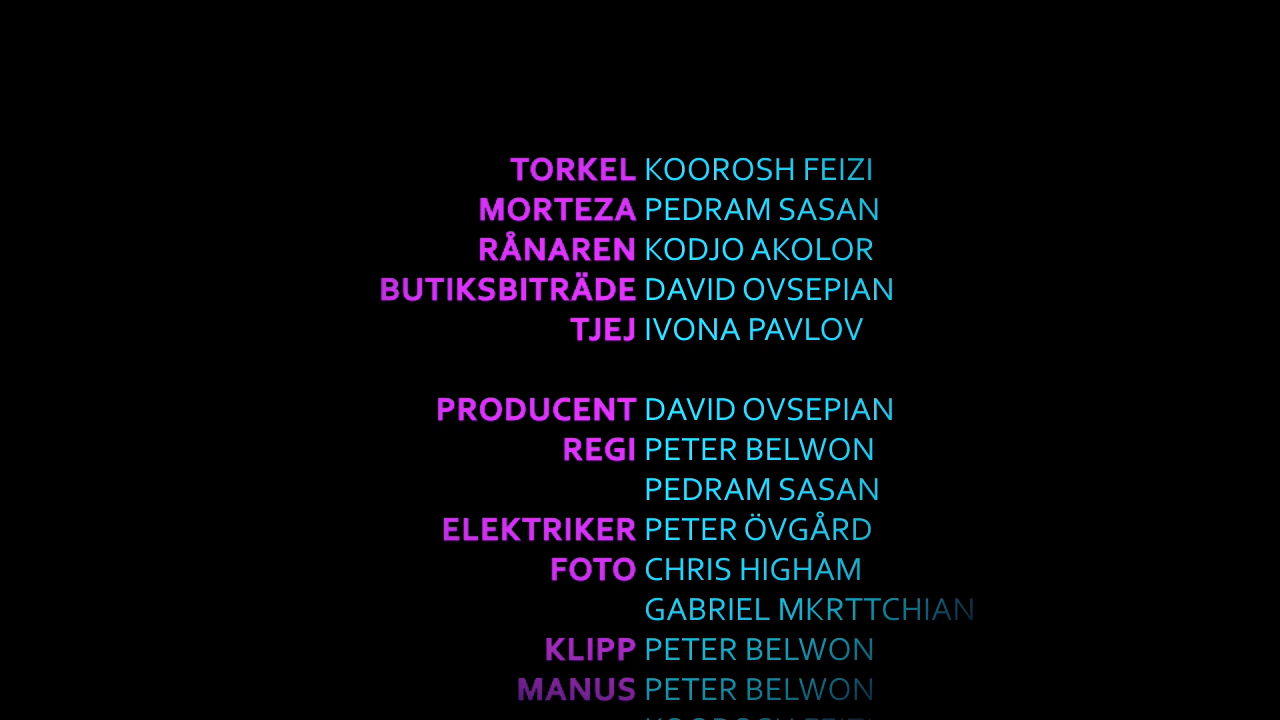 TORKEL KOOROSH FEIZI
MORTEZA PEDRAM SASAN
RÅNAREN KODJO AKOLOR
BUTIKSBITRÄDE DAVID OVSEPIAN
TJEJ IVONA PAVLOV
PRODUCENT DAVID OVSEPIAN
REGI PETER BELWON
PEDRAM SASAN
ELEKTRIKER PETER ÖVGÅRD
FOTO CHRIS HIGHAM
GABRIEL MKRTTCHIAN
KLIPP PETER BELWON
MANUS PETER BELWON